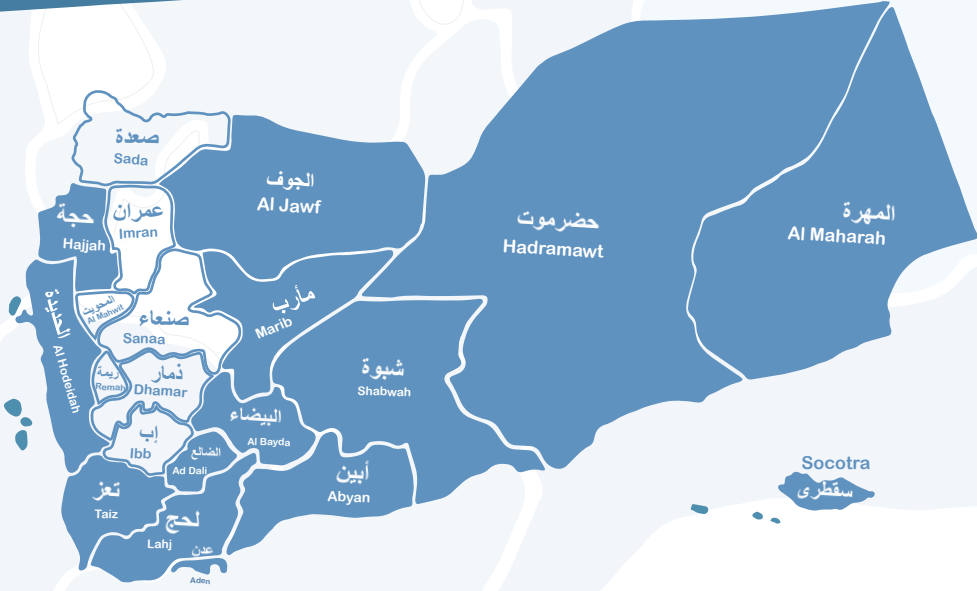 صعدة
Sada
الجوف
Al Jawf
عمران
Imran
حجة
Hajjah
حضرموت
Hadramawt
المهرة
Al Maharah
مأرب
Marib
المحويت
Al Mahwit
صنعاء
Sanaa
الحديدة
Al Hodeidah
ريمة
Remah
ذمار
Dhamar
شبوة
Shabwah
البيضاء
Al Bayda
إب
Ibb
الضالع
Ad Dali
أبين
Abyan
تعز
Taiz
لحج
Lahj
عدن
Aden
Socotra
سقطرى